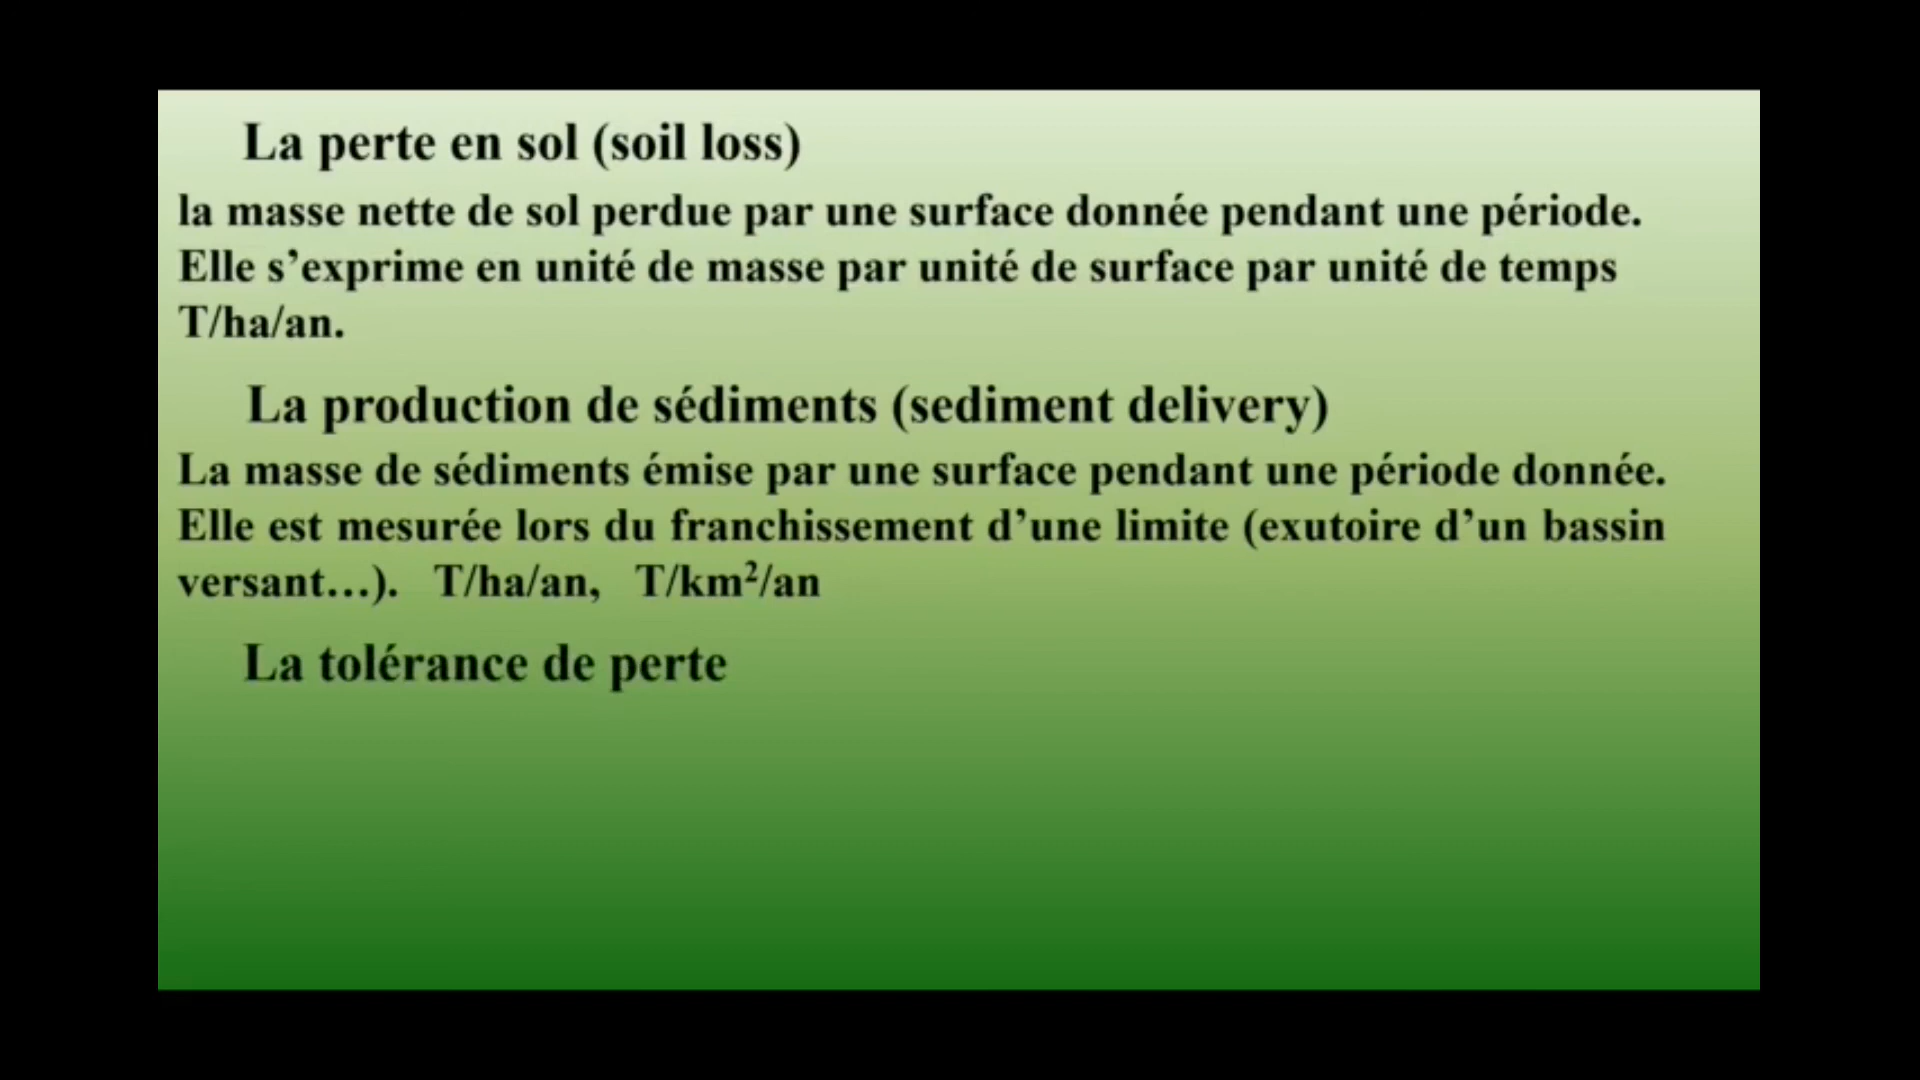 La perte en sol (soil loss)
la masse nette de sol perdue par une surface donnée pendant une période.
Elle s’exprime en unité de masse par unité de surface par unité de temps
T/ha/an.
La production de sédiments (sediment delivery)
La masse de sédiments émise par une surface pendant une période donnée.
Elle est mesurée lors du franchissement d’une limite (exutoire d’un bassin
versant…). T/ha/an, T/km²/an
La tolérance de perte